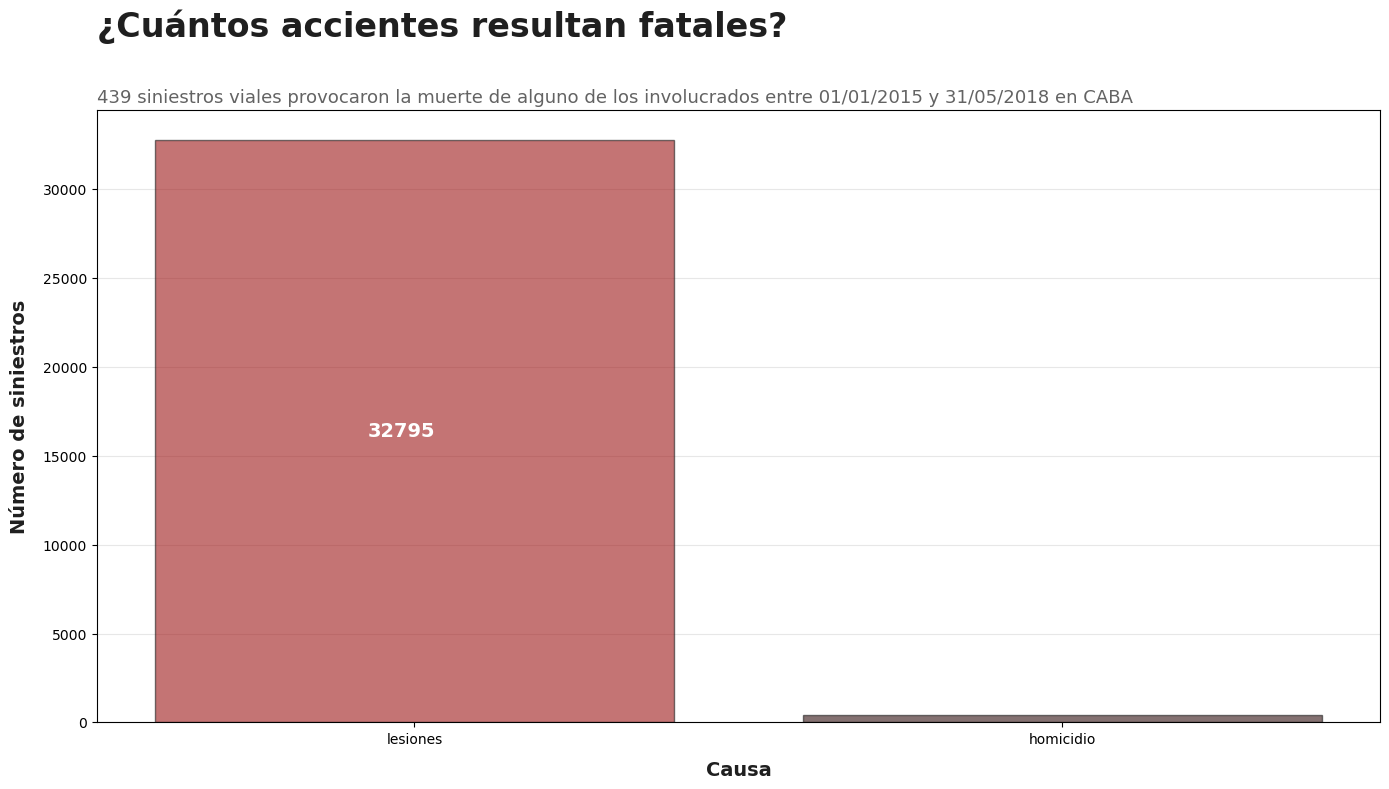 ¿Cuántos accientes resultan fatales?
439 siniestros viales provocaron la muerte de alguno de los involucrados entre 01/01/2015 y 31/05/2018 en CABA
Número de siniestros
30000
25000
20000
15000
10000
5000
0
32795
lesiones
homicidio
Causa